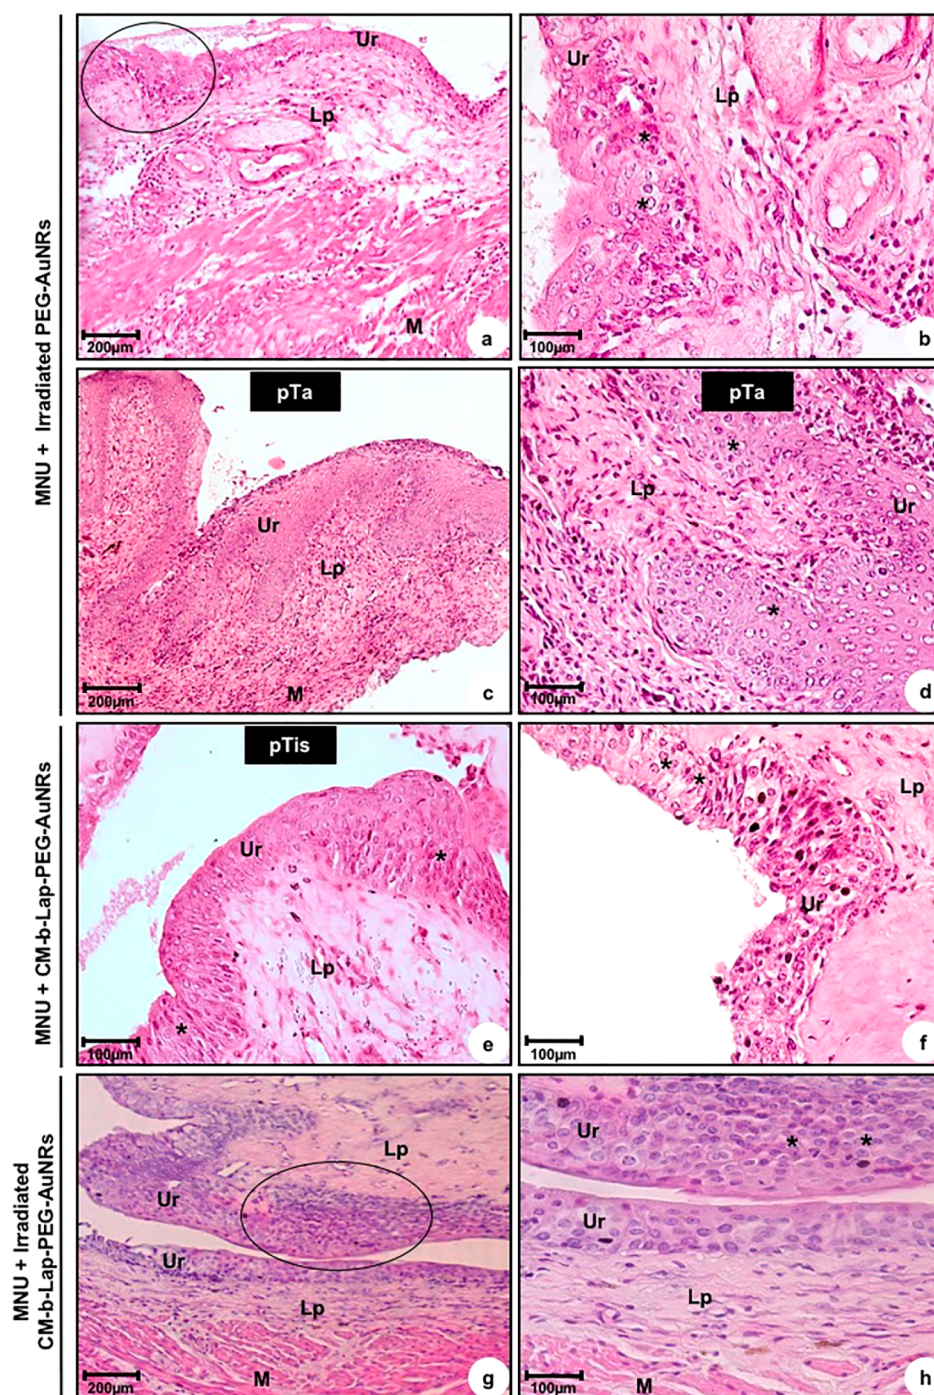 MNU + Irradiated PEG-AuNRs
Ur
Lp
M
200µm
a
Ur
Lp
*
*
100µm
b
pTa
Ur
Lp
M
200µm
c
pTa
*
Lp
Ur
*
100µm
d
MNU + CM-b-Lap-PEG-AuNRs
pTis
Ur
*
Lp
*
100µm
e
* *
Lp
Ur
100µm
f
MNU + Irradiated
CM-b-Lap-PEG-AuNRs
Lp
Ur
Ur
Lp
M
200µm
g
Ur
* *
Ur
Lp
M
100µm
h